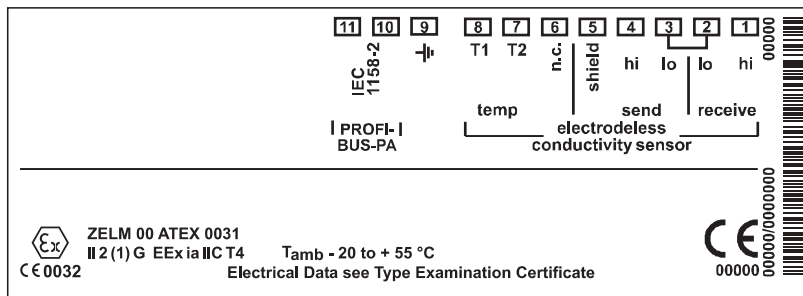 11 10 9 8 7 6 5 4 3 2 1
T1 T2 n.c. shield hi lo lo hi
IEC
1158-2
temp send receive
PROFI-
BUS-PA
electrodeless
conductivity sensor
00000
00000/0000000/00000
Ex
ZELM 00 ATEX 0031
II 2 (1) G EEx ia IIC T4 Tamb - 20 to + 55 °C
CE 0032 Electrical Data see Type Examination Certificate
CE
00000